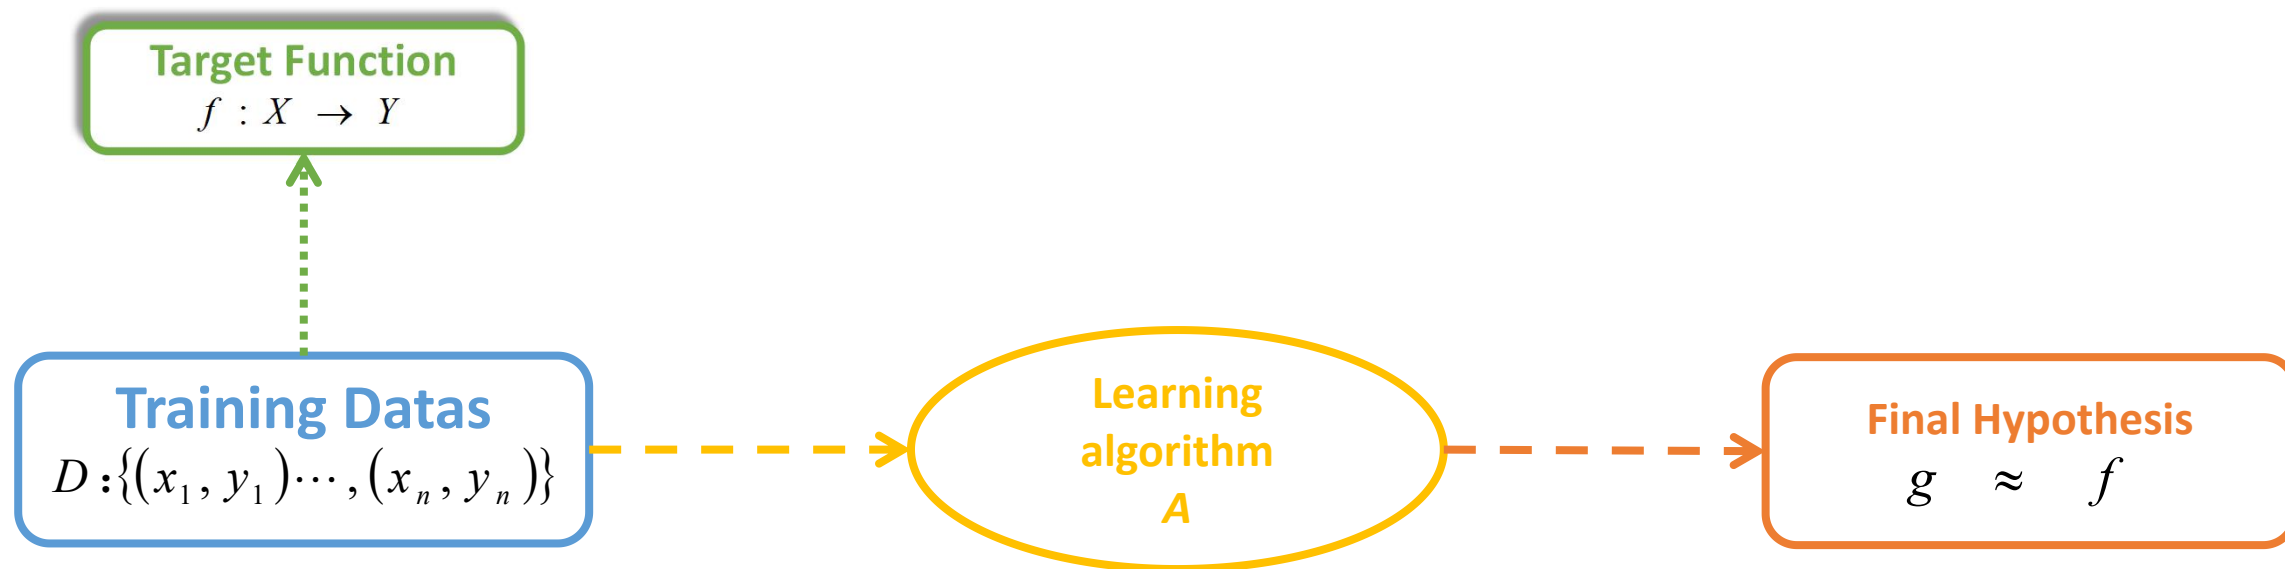 Target Function
f : X → Y
Training Datas
D:{(x₁, y₁)⋯,(xₙ, yₙ)}
Learning
algorithm
A
Final Hypothesis
g ≈ f